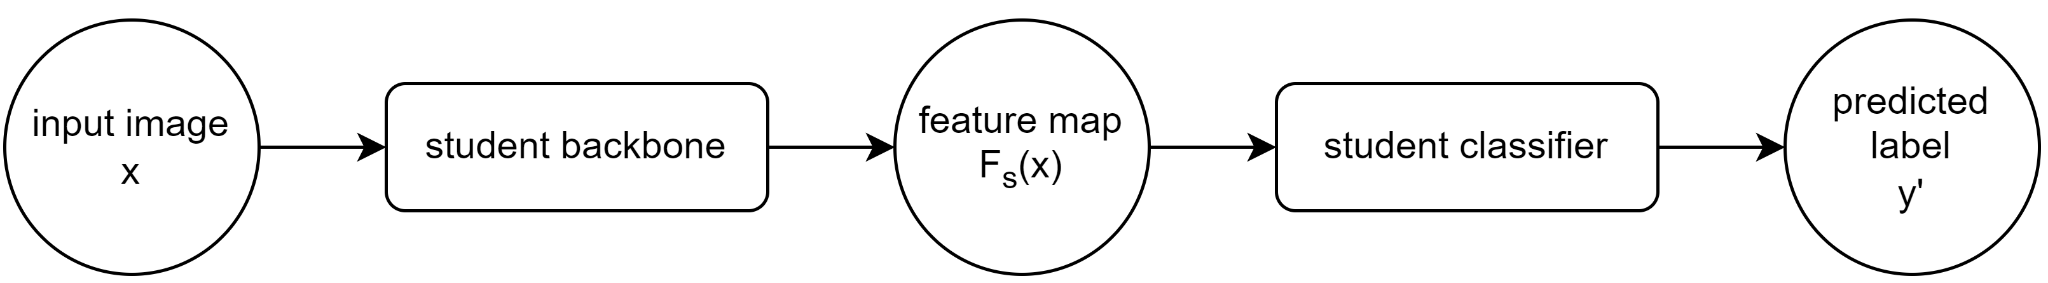 input image
x
student backbone
feature map
Fₛ(x)
student classifier
predicted
label
y'